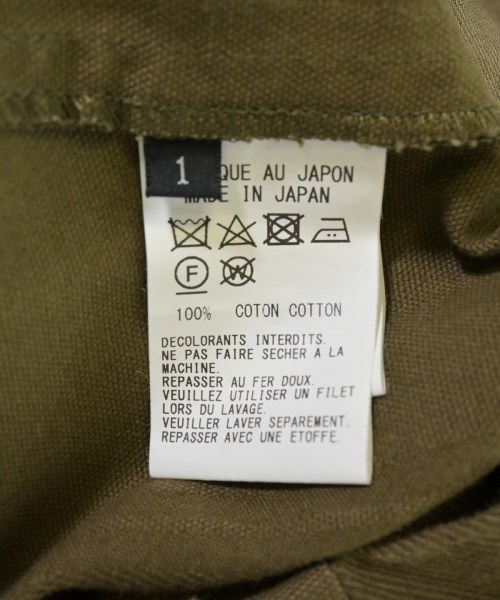 1
QUE AU JAPON
MADE IN JAPAN
F W
100% COTON COTTON
DECOLORANTS INTERDITS.
NE PAS FAIRE SECHER A LA
MACHINE.
REPASSER AU FER DOUX.
VEUILLEZ UTILISER UN FILET
LORS DU LAVAGE.
VEUILLER LAVER SEPAREMENT.
REPASSER AVEC UNE ETOFFE.